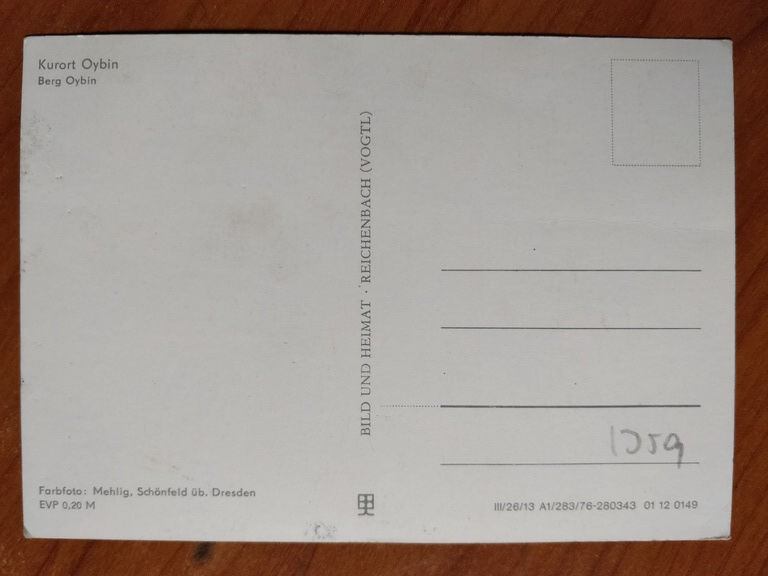 Kurort Oybin
Berg Oybin
BILD UND HEIMAT · REICHENBACH (VOGTL)
Farbfoto: Mehlig, Schönfeld üb. Dresden
EVP 0,20 M
III/26/13 A1/283/76-280343 01 12 0149